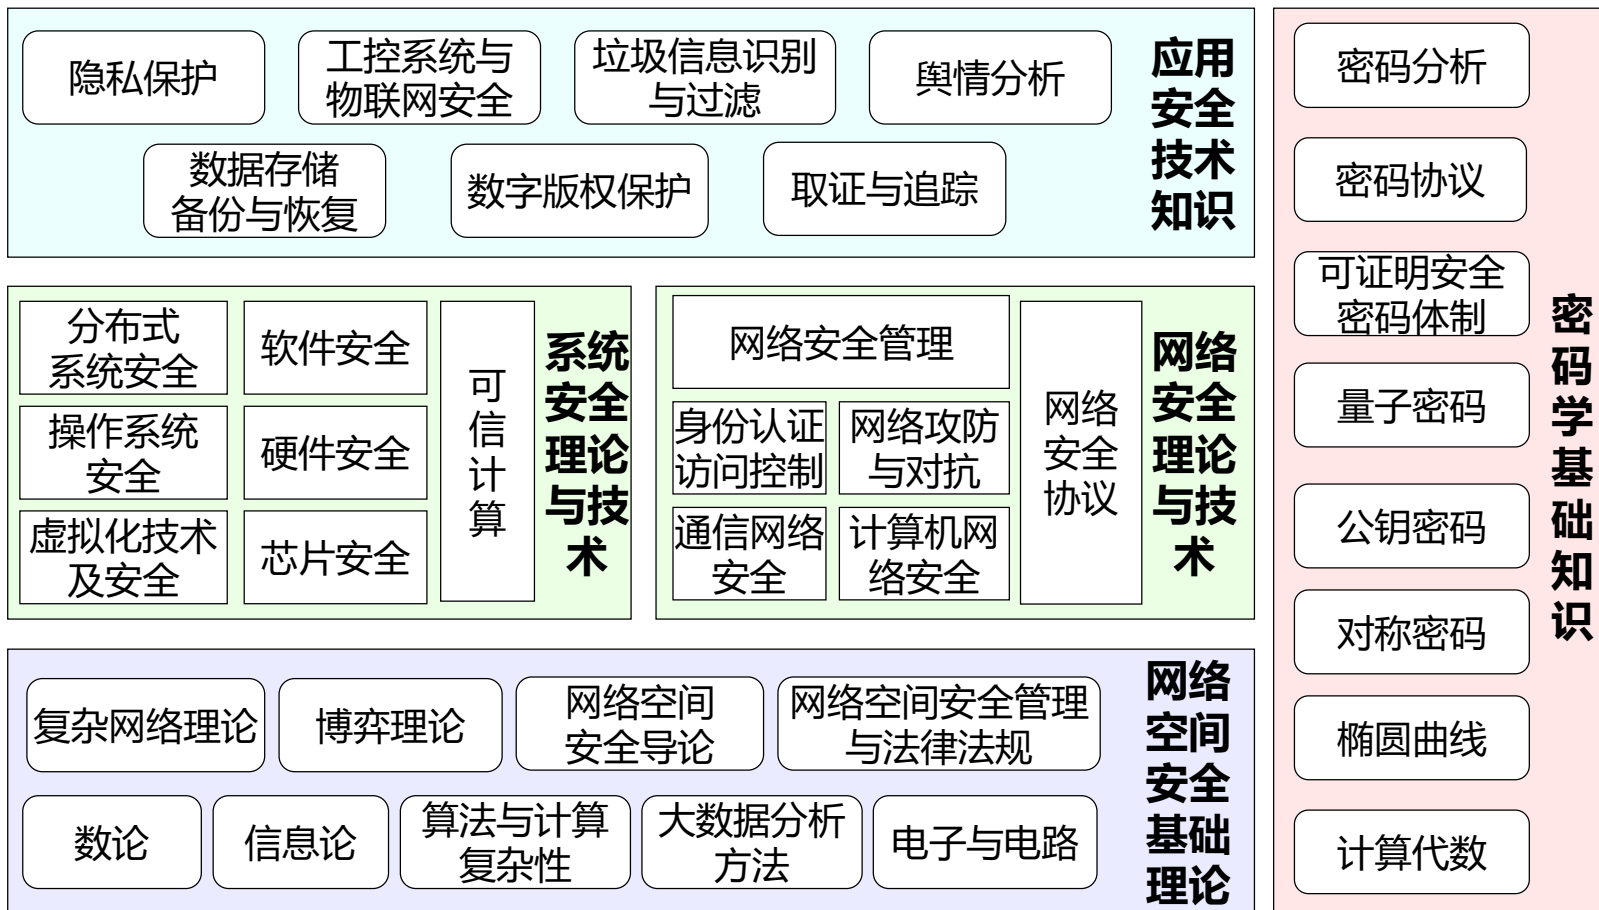 隐私保护
工控系统与
物联网安全
垃圾信息识别
与过滤
舆情分析
数据存储
备份与恢复
数字版权保护
取证与追踪
应用
安全
技术
知识
分布式
系统安全
软件安全
操作系统
安全
硬件安全
虚拟化技术
及安全
芯片安全
可
信
计
算
系统
安全
理论
与技
术
网络安全管理
身份认证
访问控制
网络攻防
与对抗
通信网络
安全
计算机网
络安全
网络
安全
协议
网络
安全
理论
与技
术
复杂网络理论
博弈理论
网络空间
安全导论
网络空间安全管理
与法律法规
数论
信息论
算法与计算
复杂性
大数据分析
方法
电子与电路
网络
空间
安全
基础
理论
密码分析
密码协议
可证明安全
密码体制
量子密码
公钥密码
对称密码
椭圆曲线
计算代数
密
码
学
基
础
知
识